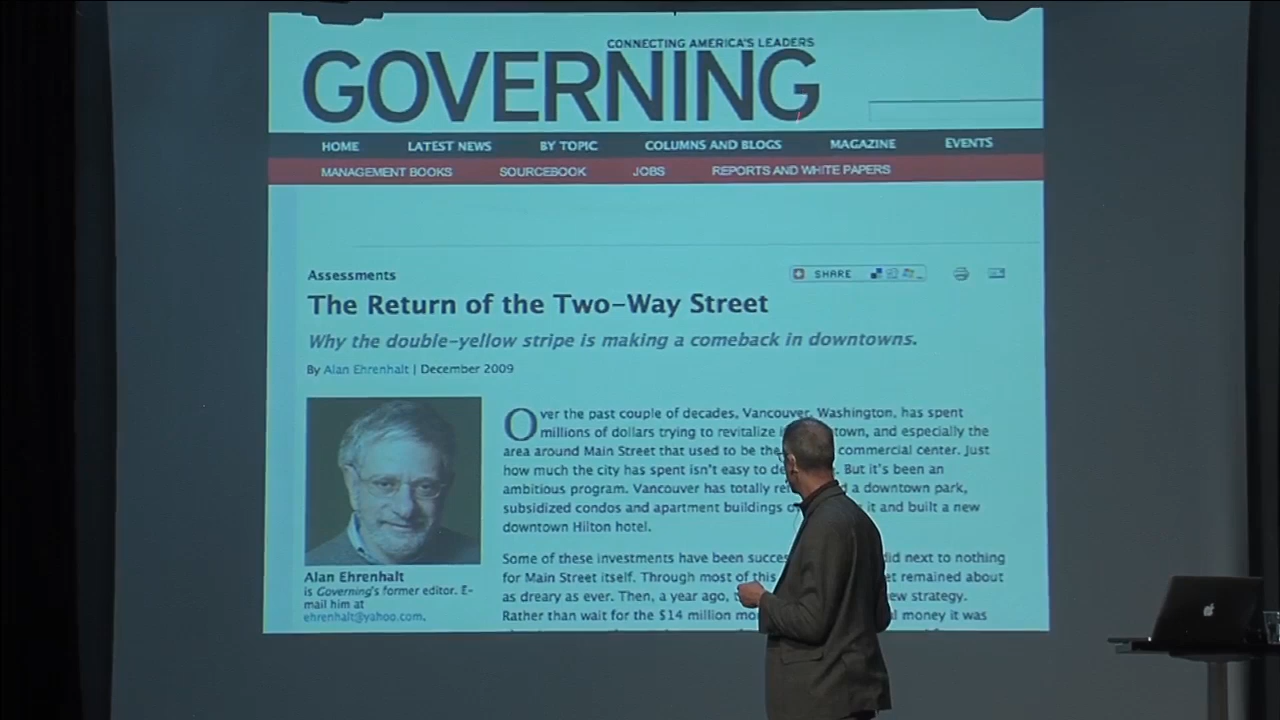 CONNECTING AMERICA'S LEADERS
GOVERNING
HOME LATEST NEWS BY TOPIC COLUMNS AND BLOGS MAGAZINE EVENTS
MANAGEMENT BOOKS SOURCEBOOK JOBS REPORTS AND WHITE PAPERS
Assessments
SHARE
The Return of the Two-Way Street
Why the double-yellow stripe is making a comeback in downtowns.
By Alan Ehrenhalt | December 2009
Over the past couple of decades, Vancouver, Washington, has spent
millions of dollars trying to revitalize town, and especially the
area around Main Street that used to be the commercial center. Just
how much the city has spent isn't easy to But it's been an
ambitious program. Vancouver has totally a downtown park,
subsidized condos and apartment buildings it and built a new
downtown Hilton hotel.
Some of these investments have been did next to nothing
for Main Street itself. Through most of this remained about
as dreary as ever. Then, a year ago, strategy.
Rather than wait for the $14 million money it was
Alan Ehrenhalt
is Governing's former editor. E-
mail him at
ehrenhalt@yahoo.com.